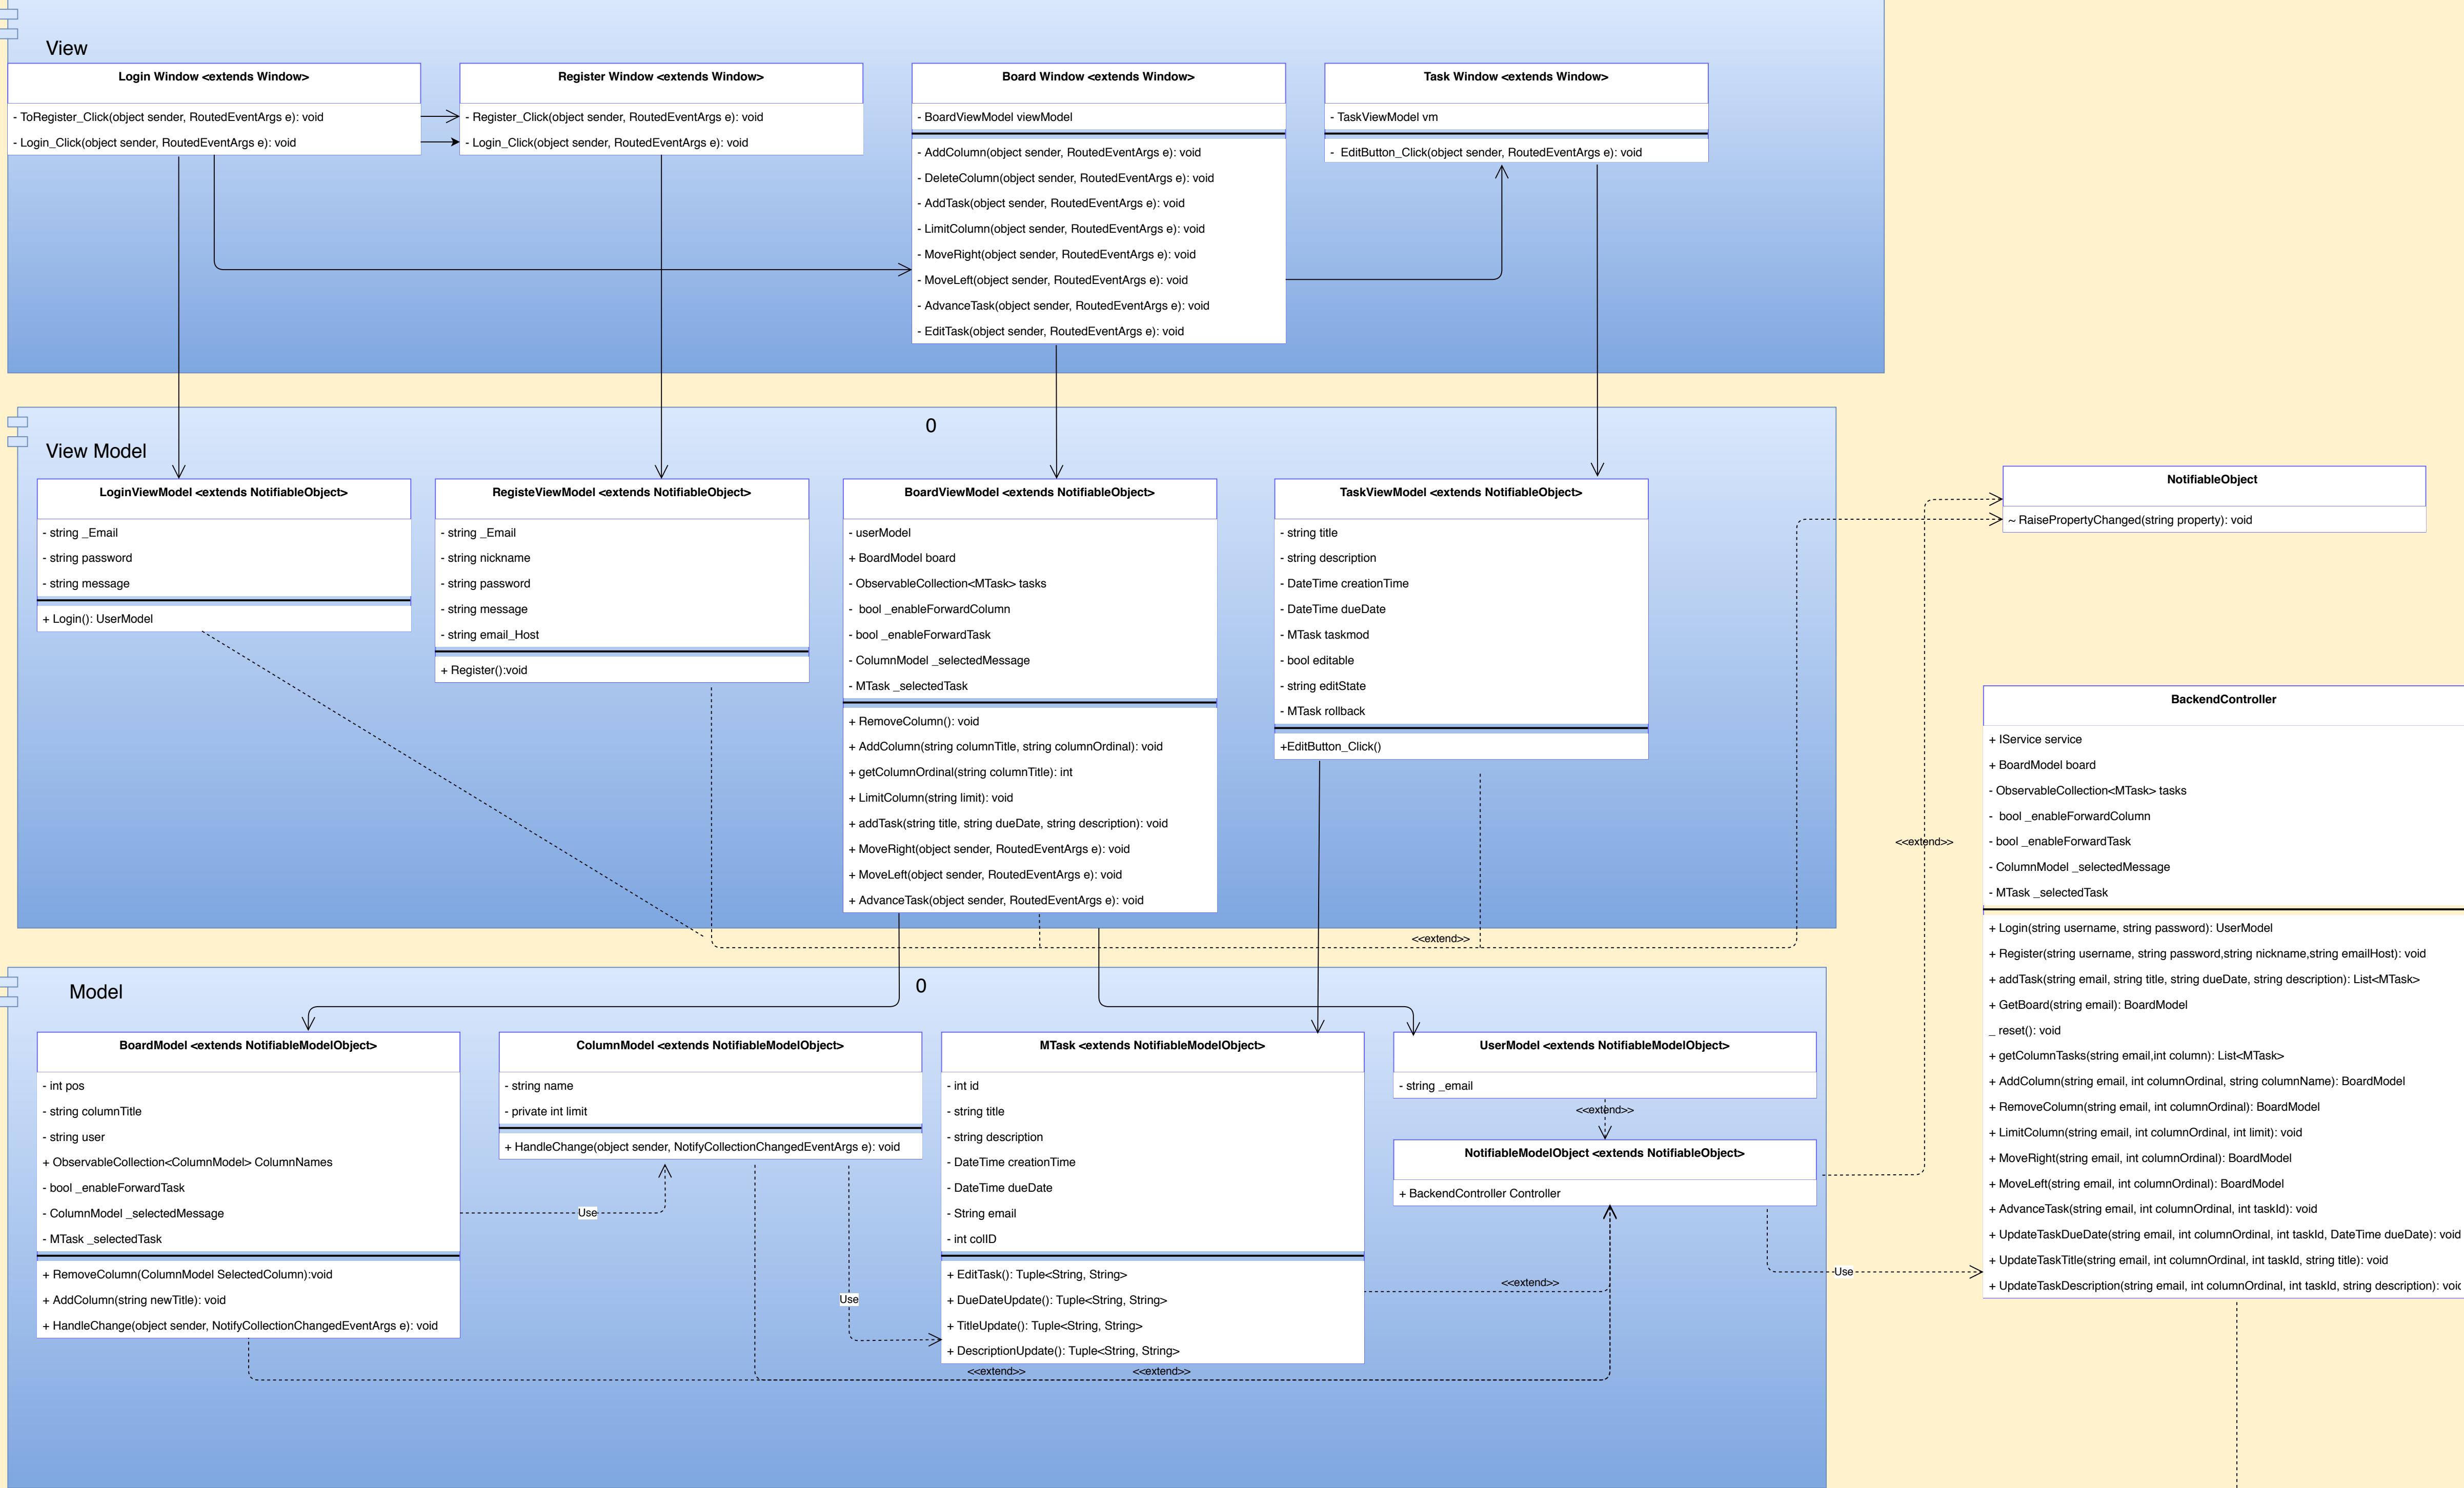 View
Login Window <extends Window>
- ToRegister_Click(object sender, RoutedEventArgs e): void
- Login_Click(object sender, RoutedEventArgs e): void
Register Window <extends Window>
- Register_Click(object sender, RoutedEventArgs e): void
- Login_Click(object sender, RoutedEventArgs e): void
Board Window <extends Window>
- BoardViewModel viewModel
- AddColumn(object sender, RoutedEventArgs e): void
- DeleteColumn(object sender, RoutedEventArgs e): void
- AddTask(object sender, RoutedEventArgs e): void
- LimitColumn(object sender, RoutedEventArgs e): void
- MoveRight(object sender, RoutedEventArgs e): void
- MoveLeft(object sender, RoutedEventArgs e): void
- AdvanceTask(object sender, RoutedEventArgs e): void
- EditTask(object sender, RoutedEventArgs e): void
Task Window <extends Window>
- TaskViewModel vm
- EditButton_Click(object sender, RoutedEventArgs e): void
0
View Model
LoginViewModel <extends NotifiableObject>
- string _Email
- string password
- string message
+ Login(): UserModel
RegisteViewModel <extends NotifiableObject>
- string _Email
- string nickname
- string password
- string message
- string email_Host
+ Register():void
BoardViewModel <extends NotifiableObject>
- userModel
+ BoardModel board
- ObservableCollection<MTask> tasks
- bool _enableForwardColumn
- bool _enableForwardTask
- ColumnModel _selectedMessage
- MTask _selectedTask
+ RemoveColumn(): void
+ AddColumn(string columnTitle, string columnOrdinal): void
+ getColumnOrdinal(string columnTitle): int
+ LimitColumn(string limit): void
+ addTask(string title, string dueDate, string description): void
+ MoveRight(object sender, RoutedEventArgs e): void
+ MoveLeft(object sender, RoutedEventArgs e): void
+ AdvanceTask(object sender, RoutedEventArgs e): void
TaskViewModel <extends NotifiableObject>
- string title
- string description
- DateTime creationTime
- DateTime dueDate
- MTask taskmod
- bool editable
- string editState
- MTask rollback
+EditButton_Click()
<<extend>>
NotifiableObject
~ RaisePropertyChanged(string property): void
<<extend>>
BackendController
+ IService service
+ BoardModel board
- ObservableCollection<MTask> tasks
- bool _enableForwardColumn
- bool _enableForwardTask
- ColumnModel _selectedMessage
- MTask _selectedTask
+ Login(string username, string password): UserModel
+ Register(string username, string password,string nickname,string emailHost): void
+ addTask(string email, string title, string dueDate, string description): List<MTask>
+ GetBoard(string email): BoardModel
_ reset(): void
+ getColumnTasks(string email,int column): List<MTask>
+ AddColumn(string email, int columnOrdinal, string columnName): BoardModel
+ RemoveColumn(string email, int columnOrdinal): BoardModel
+ LimitColumn(string email, int columnOrdinal, int limit): void
+ MoveRight(string email, int columnOrdinal): BoardModel
+ MoveLeft(string email, int columnOrdinal): BoardModel
+ AdvanceTask(string email, int columnOrdinal, int taskId): void
+ UpdateTaskDueDate(string email, int columnOrdinal, int taskId, DateTime dueDate): void
+ UpdateTaskTitle(string email, int columnOrdinal, int taskId, string title): void
+ UpdateTaskDescription(string email, int columnOrdinal, int taskId, string description): void
Model
0
BoardModel <extends NotifiableModelObject>
- int pos
- string columnTitle
- string user
+ ObservableCollection<ColumnModel> ColumnNames
- bool _enableForwardTask
- ColumnModel _selectedMessage
- MTask _selectedTask
+ RemoveColumn(ColumnModel SelectedColumn):void
+ AddColumn(string newTitle): void
+ HandleChange(object sender, NotifyCollectionChangedEventArgs e): void
Use
ColumnModel <extends NotifiableModelObject>
- string name
- private int limit
+ HandleChange(object sender, NotifyCollectionChangedEventArgs e): void
Use
MTask <extends NotifiableModelObject>
- int id
- string title
- string description
- DateTime creationTime
- DateTime dueDate
- String email
- int colID
+ EditTask(): Tuple<String, String>
+ DueDateUpdate(): Tuple<String, String>
+ TitleUpdate(): Tuple<String, String>
+ DescriptionUpdate(): Tuple<String, String>
<<extend>>
<<extend>>
<<extend>>
UserModel <extends NotifiableModelObject>
- string _email
<<extend>>
NotifiableModelObject <extends NotifiableObject>
+ BackendController Controller
Use